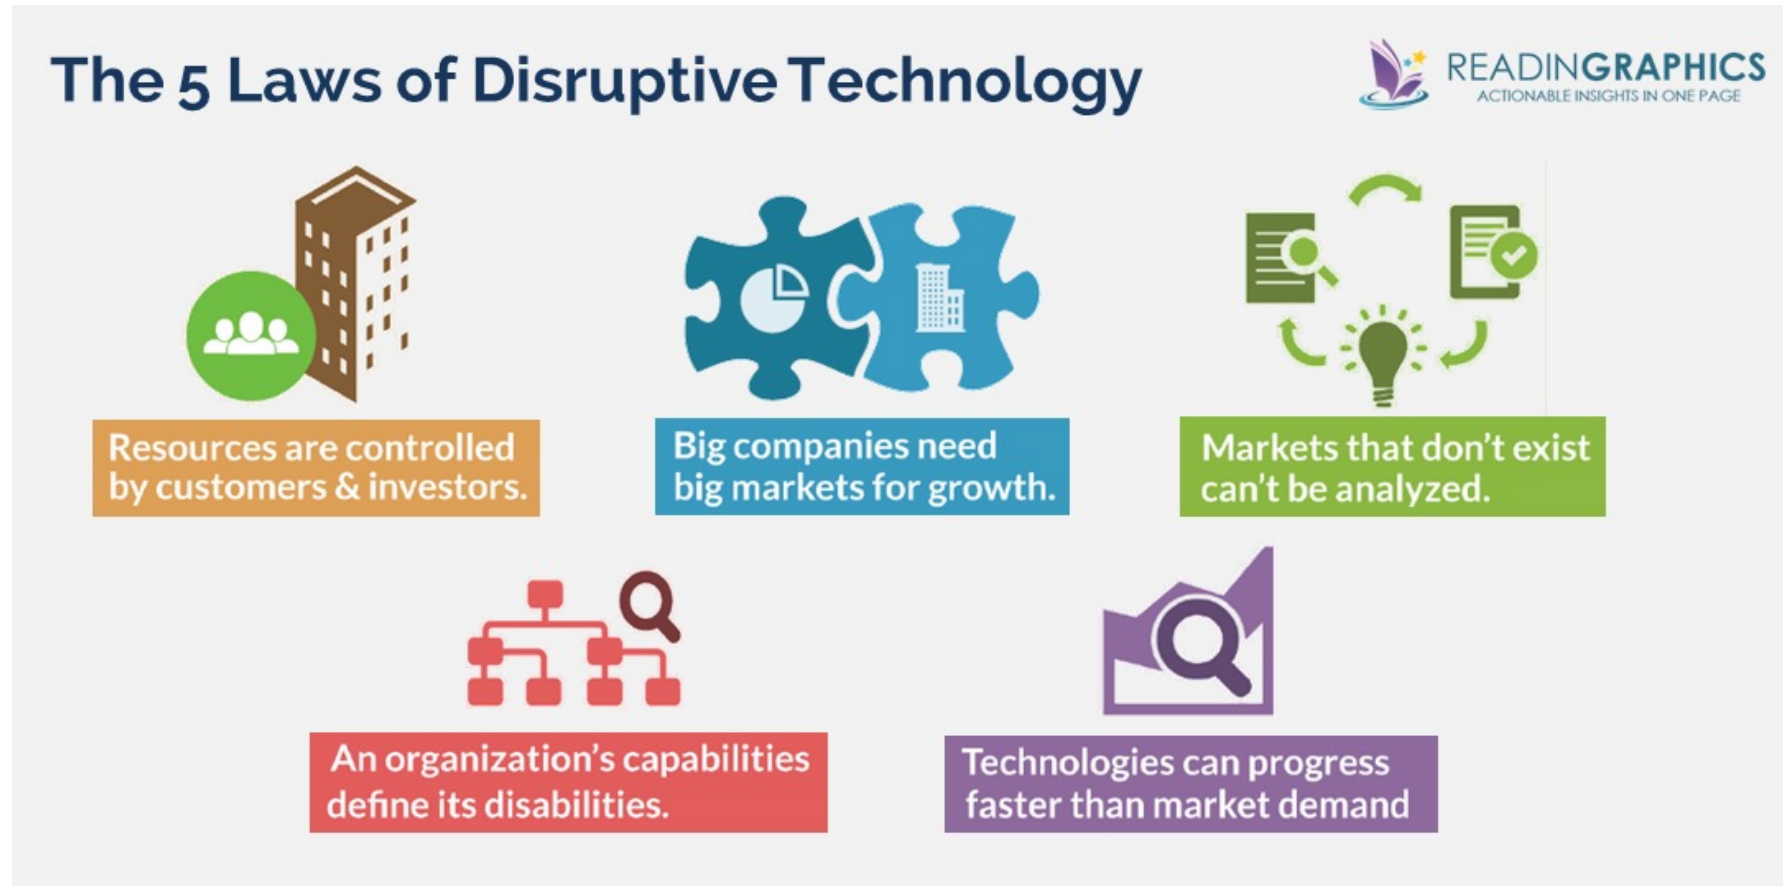 The 5 Laws of Disruptive Technology
READINGRAPHICS
ACTIONABLE INSIGHTS IN ONE PAGE
Resources are controlled
by customers & investors.
Big companies need
big markets for growth.
Markets that don't exist
can't be analyzed.
An organization's capabilities
define its disabilities.
Technologies can progress
faster than market demand